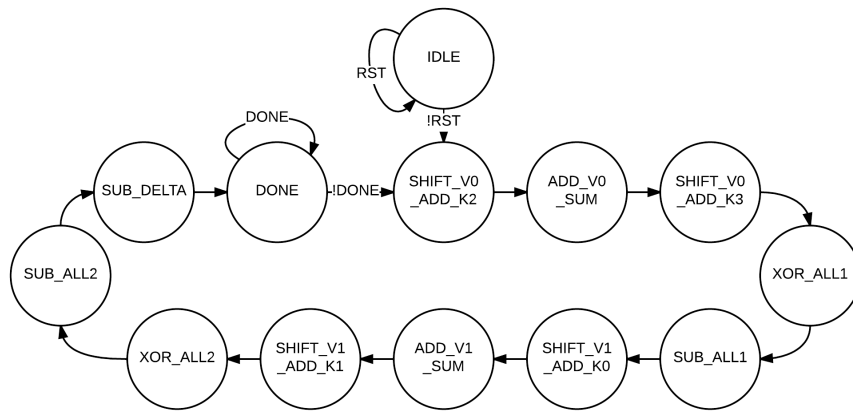 IDLE
RST
!RST
DONE
SUB_DELTA
DONE
!DONE
SHIFT_V0
_ADD_K2
ADD_V0
_SUM
SHIFT_V0
_ADD_K3
SUB_ALL2
XOR_ALL1
XOR_ALL2
SHIFT_V1
_ADD_K1
ADD_V1
_SUM
SHIFT_V1
_ADD_K0
SUB_ALL1